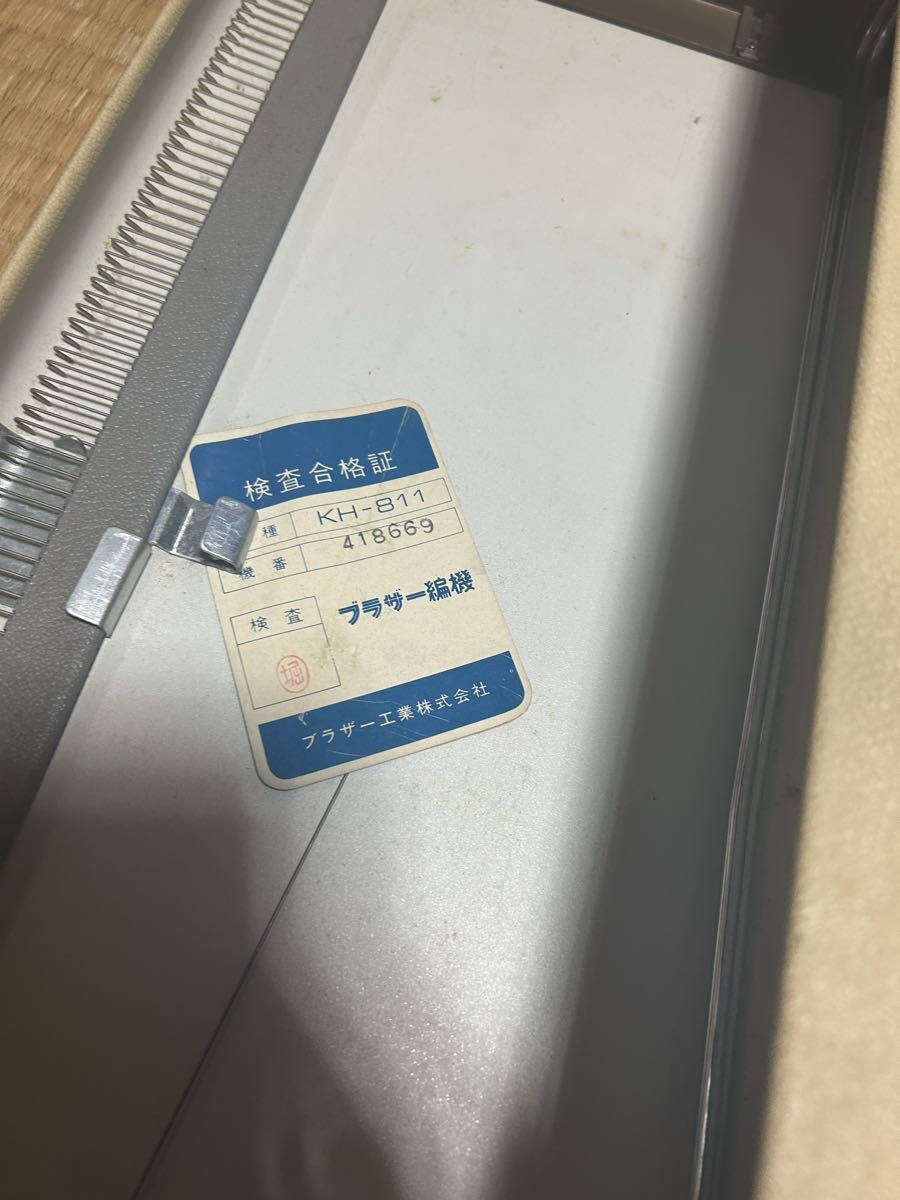 検査合格証
種 KH-811
機番 418669
検査
ブラザー編機
堀
ブラザー工業株式会社